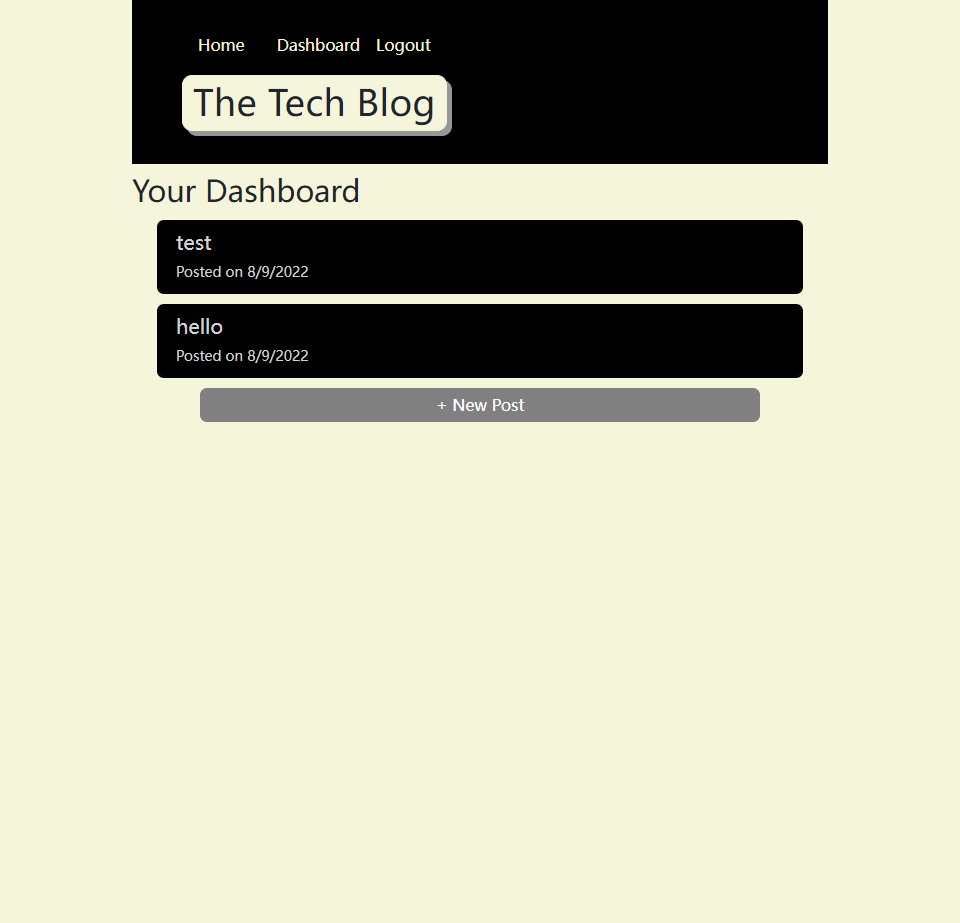 Home Dashboard Logout
The Tech Blog
Your Dashboard
test
Posted on 8/9/2022
hello
Posted on 8/9/2022
+ New Post